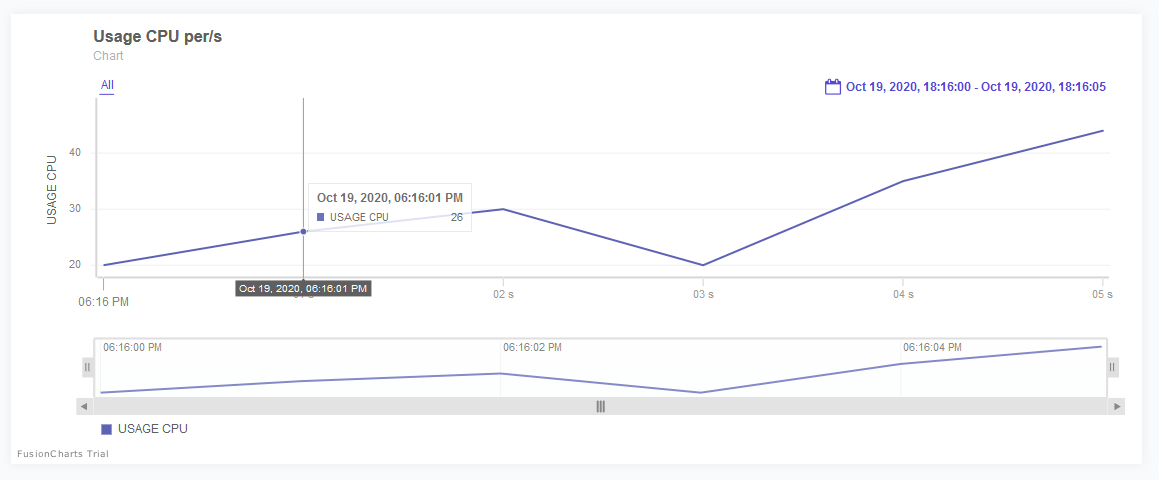 Usage CPU per/s
Chart
All
Oct 19, 2020, 18:16:00 - Oct 19, 2020, 18:16:05
USAGE CPU
40
30
20
Oct 19, 2020, 06:16:01 PM
USAGE CPU 26
Oct 19, 2020, 06:16:01 PM
06:16 PM
02 s
03 s
04 s
05 s
06:16:00 PM
06:16:02 PM
06:16:04 PM
USAGE CPU
FusionCharts Trial